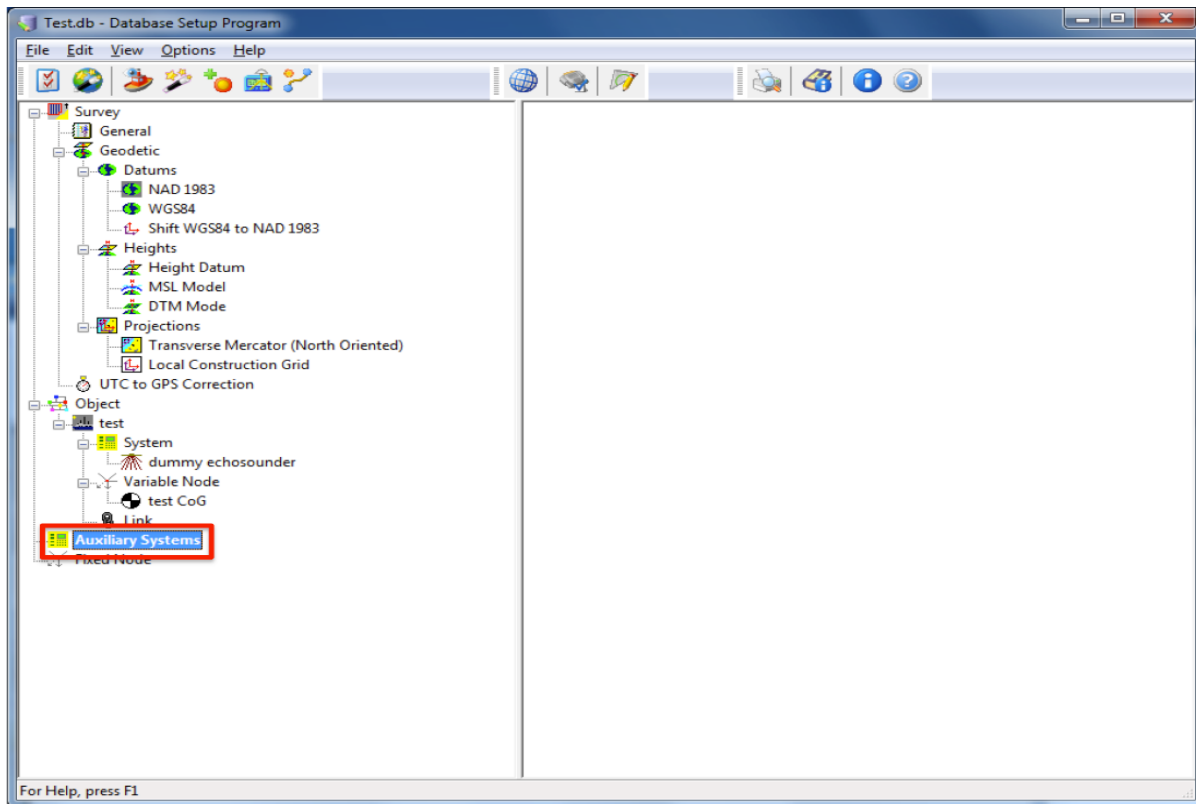 Test.db - Database Setup Program
File Edit View Options Help
Survey
General
Geodetic
Datums
NAD 1983
WGS84
Shift WGS84 to NAD 1983
Heights
Height Datum
MSL Model
DTM Mode
Projections
Transverse Mercator (North Oriented)
Local Construction Grid
UTC to GPS Correction
Object
test
System
dummy echosounder
Variable Node
test CoG
Link
Auxiliary Systems
Fixed Node
For Help, press F1